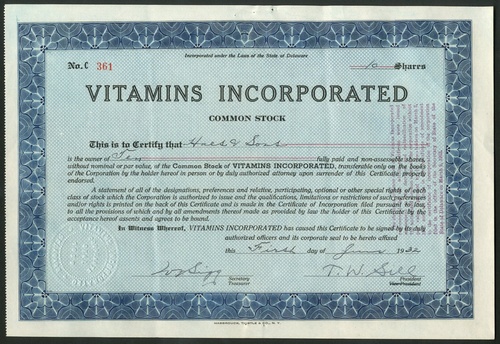 Incorporated under the Laws of the State of Delaware
No. C 361
10 Shares
VITAMINS INCORPORATED
COMMON STOCK
This is to Certify that
is the owner of Ten fully paid and non-assessable shares,
without nominal or par value, of the Common Stock of VITAMINS INCORPORATED, transferable only on the books
of the Corporation by the holder hereof in person or by duly authorized attorney upon surrender of this Certificate properly
endorsed.
A statement of all of the designations, preferences and relative, participating, optional or other special rights of each
class of stock which the Corporation is authorized to issue and the qualifications, limitations or restrictions of such preferences
and/or rights is printed on the back of this Certificate and is made in the Certificate of Incorporation filed pursuant to law
to all the provisions of which and by all amendments thereof made as provided by law the holder of this Certificate by the
acceptance hereof assents and agrees to be bound.
In Witness Whereof, VITAMINS INCORPORATED has caused this Certificate to be signed by its duly
authorized officers and its corporate seal to be hereto affixed
this First day of June 1932
Secretary
Treasurer
T. W. Gill
President
Vice-President